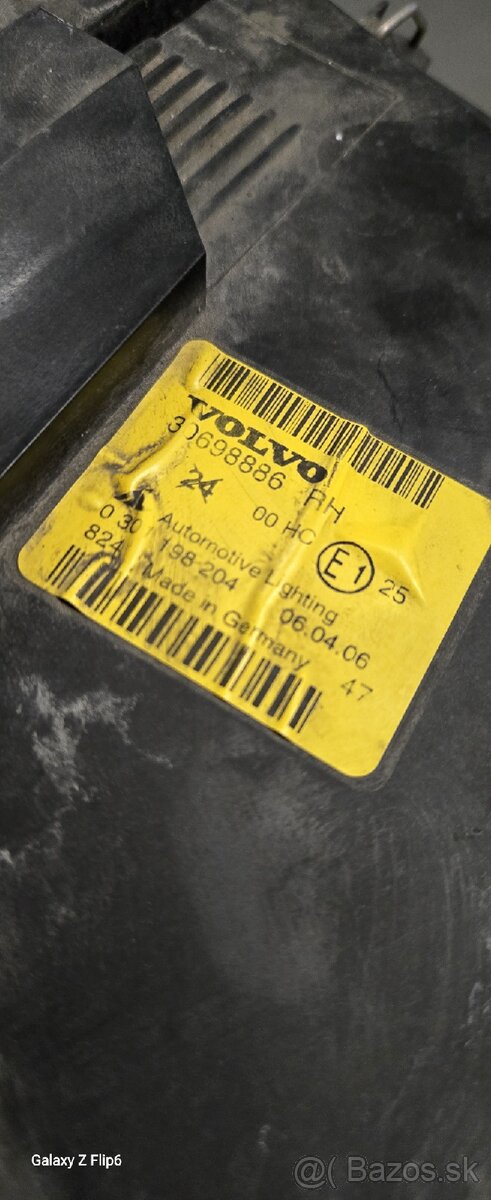 VOLVO
30698886 RH
24 00 HC E1 25
Automotive Lighting
0 30 198 204 06.04.06
824 Made in Germany 47
Galaxy Z Flip6
@( Bazos.sk